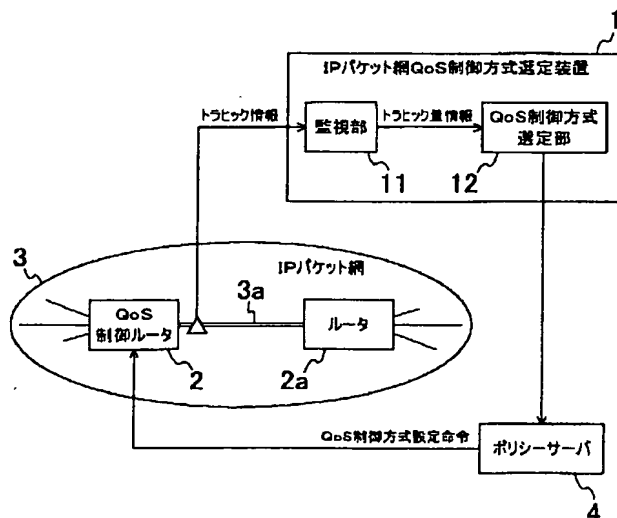 1
IPパケット網QoS制御方式選定装置
トラヒック情報
監視部
トラヒック量情報
QoS制御方式
選定部
11
12
3
IPパケット網
3a
QoS
制御ルータ
ルータ
2
2a
QoS制御方式設定命令
ポリシーサーバ
4